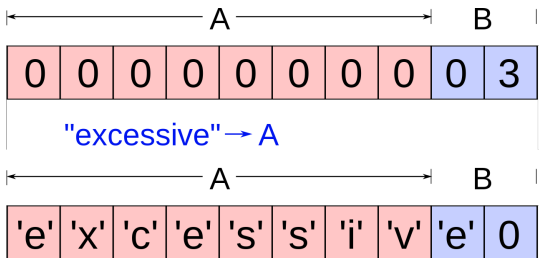 A B
0 0 0 0 0 0 0 0 0 3
"excessive"→ A
A B
'e' 'x' 'c' 'e' 's' 's' 'i' 'v' 'e' 0